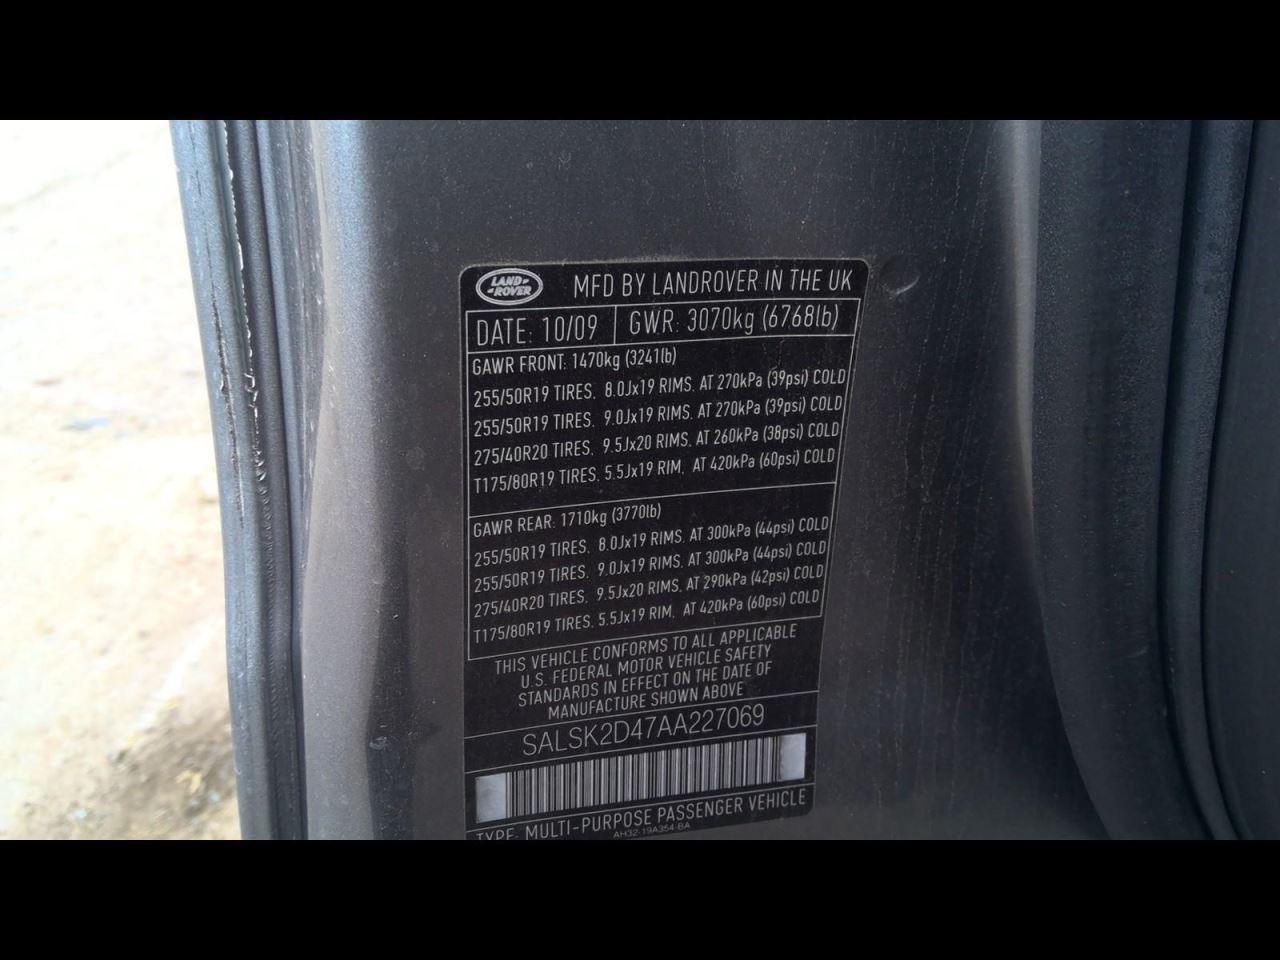 LAND-
-ROVER
MFD BY LANDROVER IN THE UK
DATE: 10/09 GWR: 3070kg (6768lb)
GAWR FRONT: 1470kg (3241lb)
255/50R19 TIRES. 8.0Jx19 RIMS. AT 270kPa (39psi) COLD
255/50R19 TIRES. 9.0Jx19 RIMS. AT 270kPa (39psi) COLD
275/40R20 TIRES. 9.5Jx20 RIMS. AT 260kPa (38psi) COLD
T175/80R19 TIRES. 5.5Jx19 RIM. AT 420kPa (60psi) COLD
GAWR REAR: 1710kg (3770lb)
255/50R19 TIRES. 8.0Jx19 RIMS. AT 300kPa (44psi) COLD
255/50R19 TIRES. 9.0Jx19 RIMS. AT 300kPa (44psi) COLD
275/40R20 TIRES. 9.5Jx20 RIMS. AT 290kPa (42psi) COLD
T175/80R19 TIRES. 5.5Jx19 RIM. AT 420kPa (60psi) COLD
THIS VEHICLE CONFORMS TO ALL APPLICABLE
U.S. FEDERAL MOTOR VEHICLE SAFETY
STANDARDS IN EFFECT ON THE DATE OF
MANUFACTURE SHOWN ABOVE
SALSK2D47AA227069
TYPE: MULTI-PURPOSE PASSENGER VEHICLE
AH32-19A354-BA